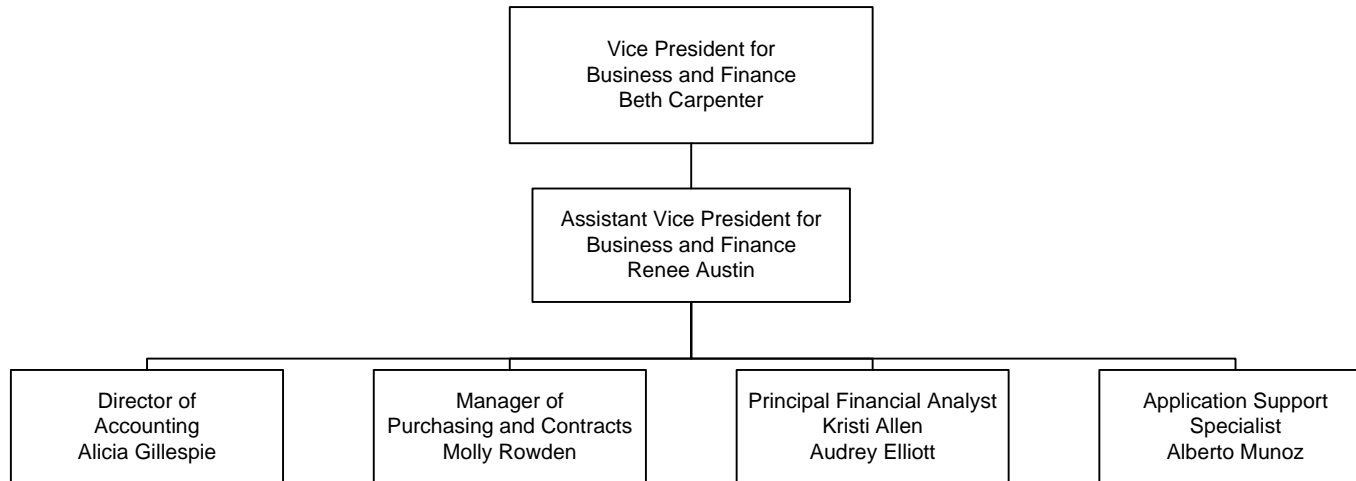 Vice President for
Business and Finance
Beth Carpenter
Assistant Vice President for
Business and Finance
Renee Austin
Director of
Accounting
Alicia Gillespie
Manager of
Purchasing and Contracts
Molly Rowden
Principal Financial Analyst
Kristi Allen
Audrey Elliott
Application Support
Specialist
Alberto Munoz